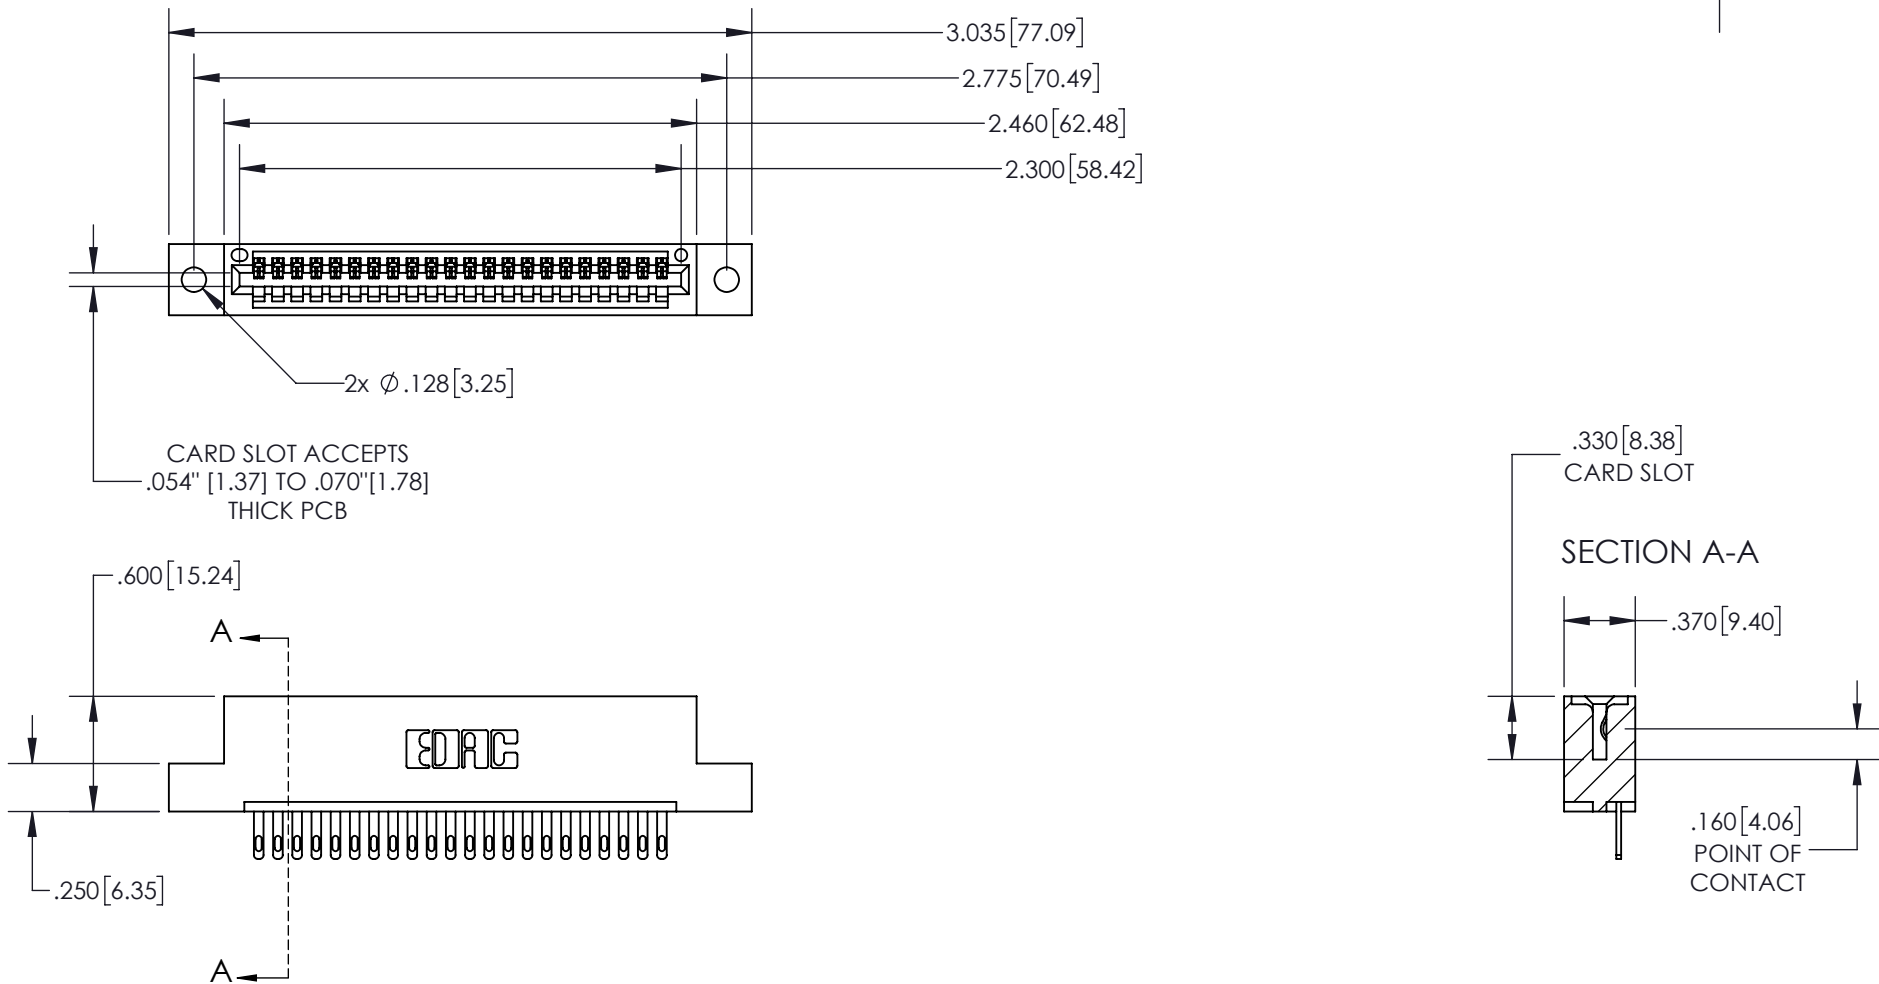 3.035[77.09]
2.775[70.49]
2.460[62.48]
2.300[58.42]
2x Ø.128[3.25]
CARD SLOT ACCEPTS
.054" [1.37] TO .070"[1.78]
THICK PCB
.330[8.38]
CARD SLOT
SECTION A-A
.600[15.24]
A
.370[9.40]
EDAC
.160[4.06]
POINT OF
CONTACT
.250[6.35]
A